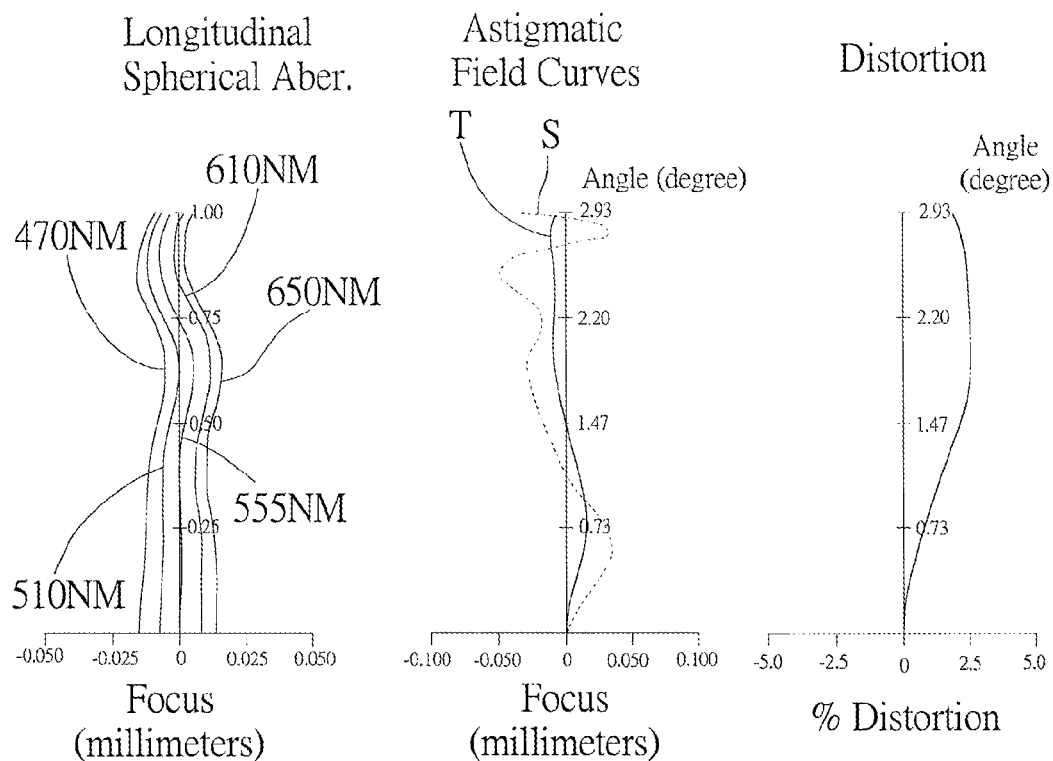 Longitudinal
Spherical Aber.
610NM
470NM
650NM
555NM
510NM
1.00
0.75
0.50
0.25
-0.050
-0.025
0
0.025
0.050
Focus
(millimeters)
Astigmatic
Field Curves
T
S
Angle (degree)
2.93
2.20
1.47
0.73
-0.100
-0.050
0
0.050
0.100
Focus
(millimeters)
Distortion
Angle
(degree)
2.93
2.20
1.47
0.73
-5.0
-2.5
0
2.5
5.0
% Distortion